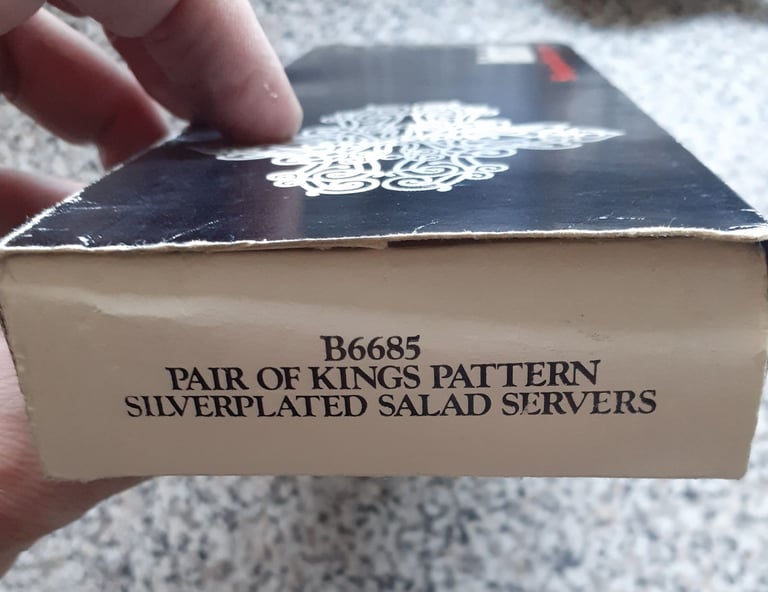 B6685
PAIR OF KINGS PATTERN
SILVERPLATED SALAD SERVERS